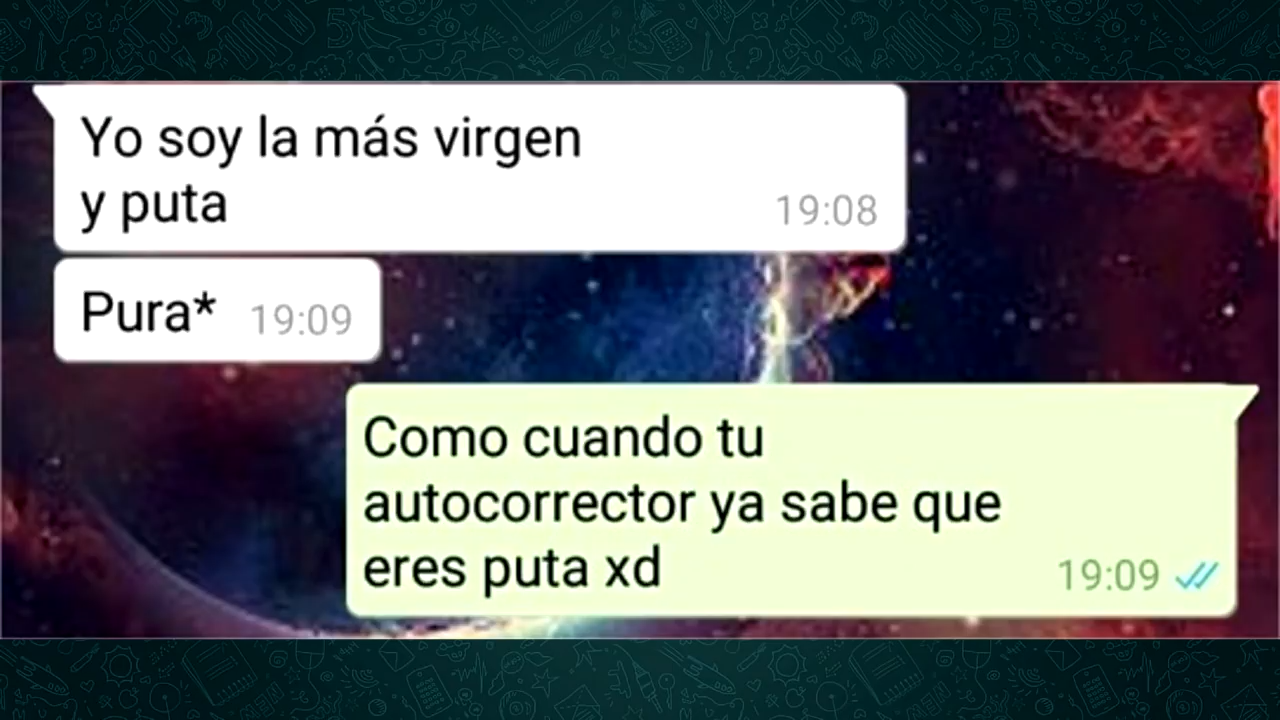 Yo soy la más virgen
y puta
19:08
Pura* 19:09
Como cuando tu
autocorrector ya sabe que
eres puta xd
19:09